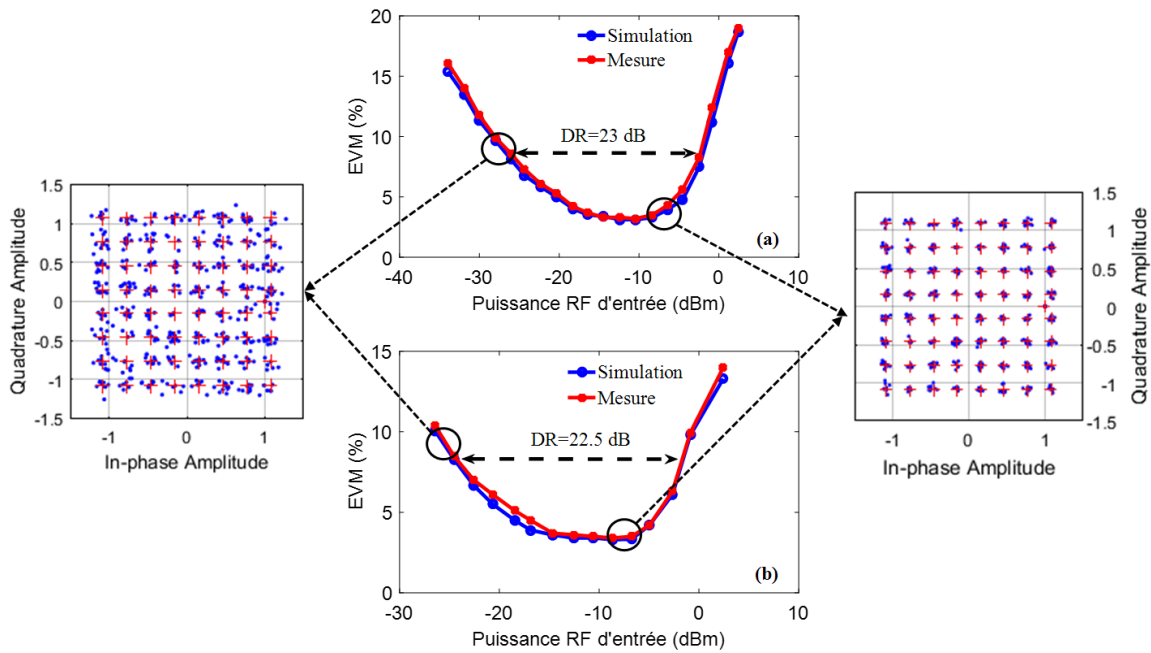 20
15
10
5
0
EVM (%)
Simulation
Mesure
DR=23 dB
(a)
-40
-30
-20
-10
0
10
Puissance RF d'entrée (dBm)
1.5
1
0.5
0
-0.5
-1
-1.5
Quadrature Amplitude
-1
0
1
In-phase Amplitude
1.5
1
0.5
0
-0.5
-1
-1.5
Quadrature Amplitude
-1
0
1
In-phase Amplitude
15
10
5
0
EVM (%)
Simulation
Mesure
DR=22.5 dB
(b)
-30
-20
-10
0
10
Puissance RF d'entrée (dBm)